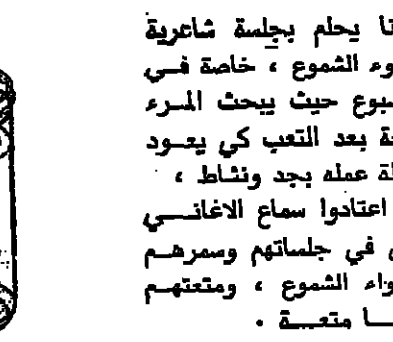 يحلم بجلسة شاعرية
الشموع ، خاصة في
حيث يبحث المرء
بعد التعب كي يعود
عمله بجد ونشاط ،
اعتادوا سماع الاغاني
في جلساتهم وسمرهم
الشموع ، ومتعتهم
متعة .